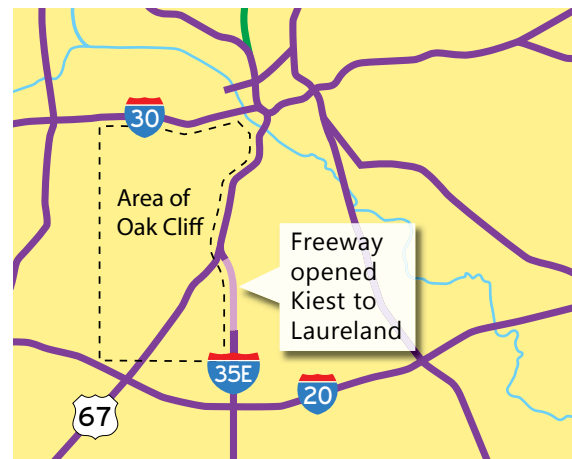 30
Area of
Oak Cliff
Freeway
opened
Kiest to
Laureland
35E
20
67